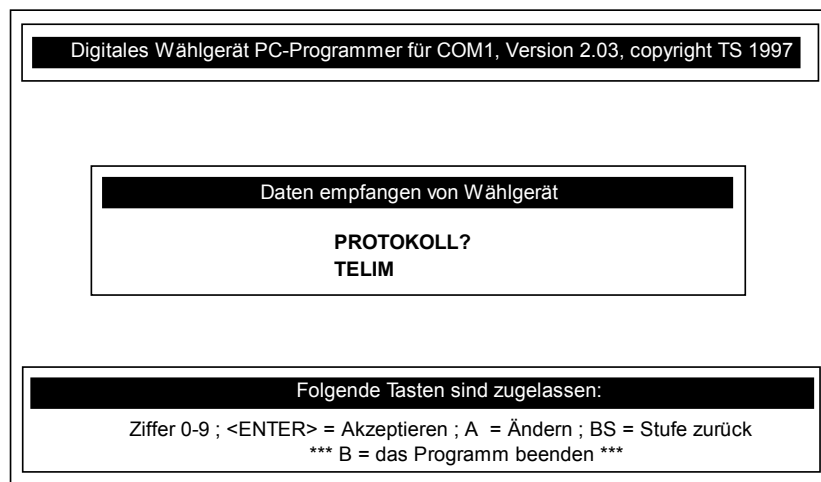 Digitales Wählgerät PC-Programmer für COM1, Version 2.03, copyright TS 1997
Daten empfangen von Wählgerät
PROTOKOLL?
TELIM
Folgende Tasten sind zugelassen:
Ziffer 0-9 ; <ENTER> = Akzeptieren ; A = Ändern ; BS = Stufe zurück
*** B = das Programm beenden ***